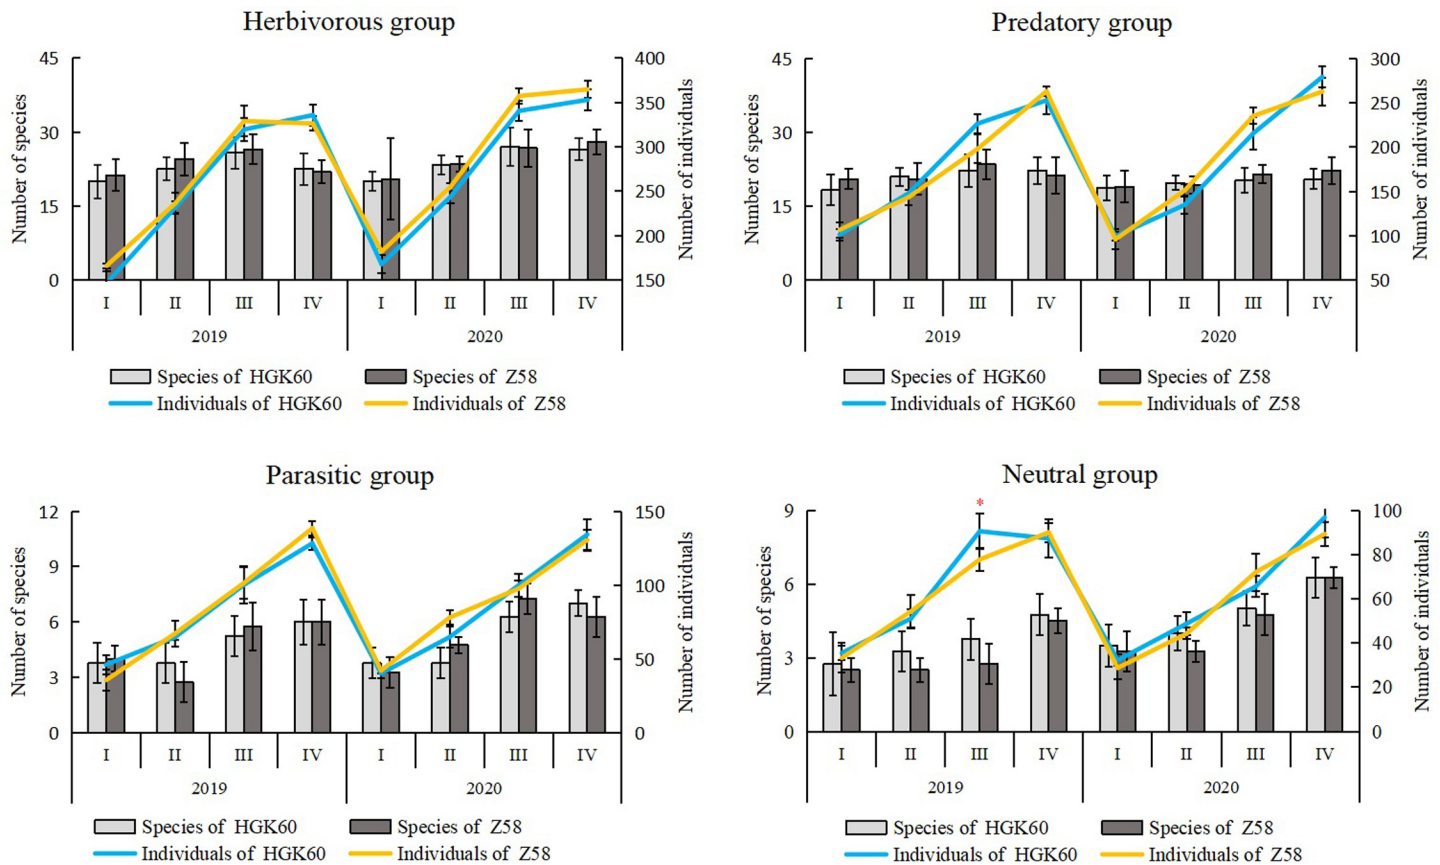 Herbivorous group
45
30
15
0
Number of species
400
350
300
250
200
150
Number of individuals
I II III IV I II III IV
2019 2020
Species of HGK60 Species of Z58
Individuals of HGK60 Individuals of Z58
Predatory group
45
30
15
0
Number of species
300
250
200
150
100
50
Number of individuals
I II III IV I II III IV
2019 2020
Species of HGK60 Species of Z58
Individuals of HGK60 Individuals of Z58
Parasitic group
12
9
6
3
0
Number of species
150
100
50
0
Number of individuals
I II III IV I II III IV
2019 2020
Species of HGK60 Species of Z58
Individuals of HGK60 Individuals of Z58
Neutral group
*
9
6
3
0
Number of species
100
80
60
40
20
0
Number of individuals
I II III IV I II III IV
2019 2020
Species of HGK60 Species of Z58
Individuals of HGK60 Individuals of Z58